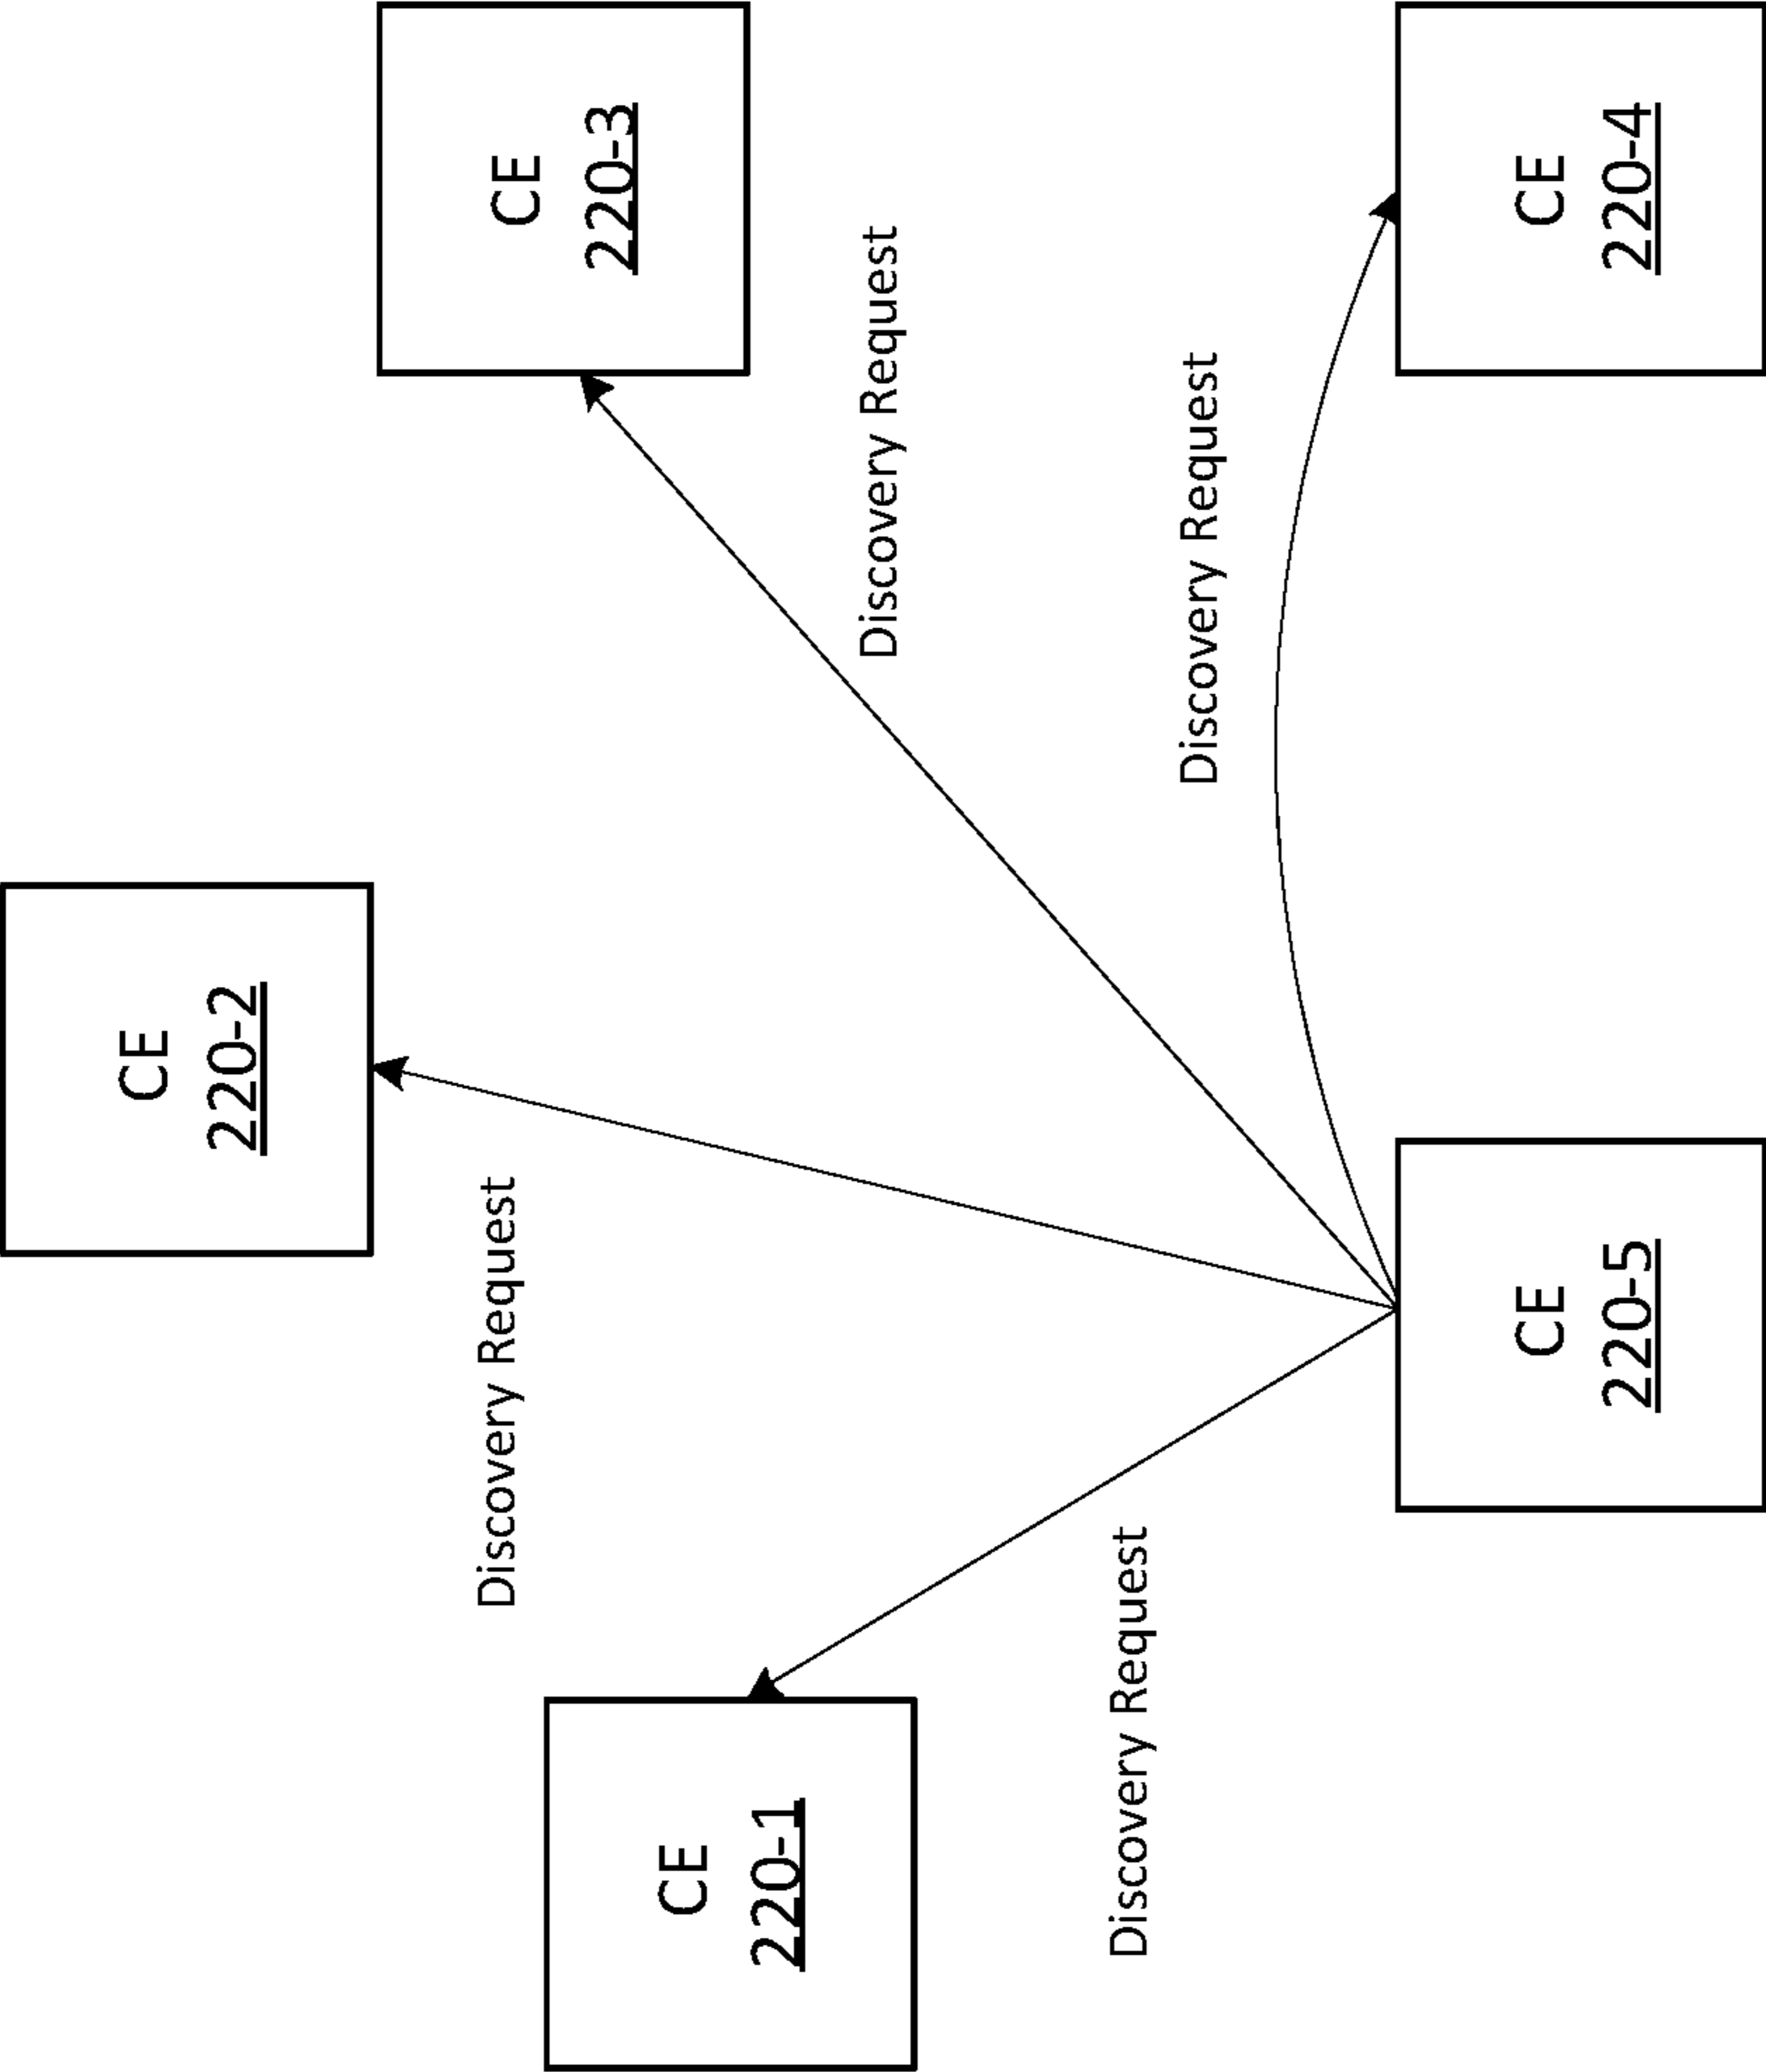 CE
220-2
CE
220-3
CE
220-1
Discovery Request
Discovery Request
Discovery Request
Discovery Request
CE
220-5
CE
220-4